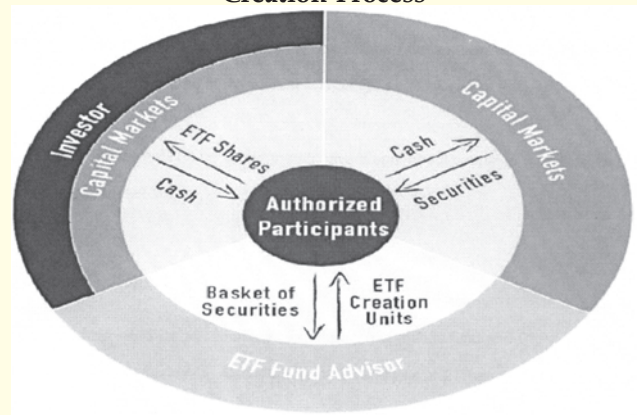 Creation Process
Investor
Capital Markets
ETF Shares
Cash
Cash
Securities
Capital Markets
Authorized
Participants
Basket of
Securities
ETF
Creation
Units
ETF Fund Advisor